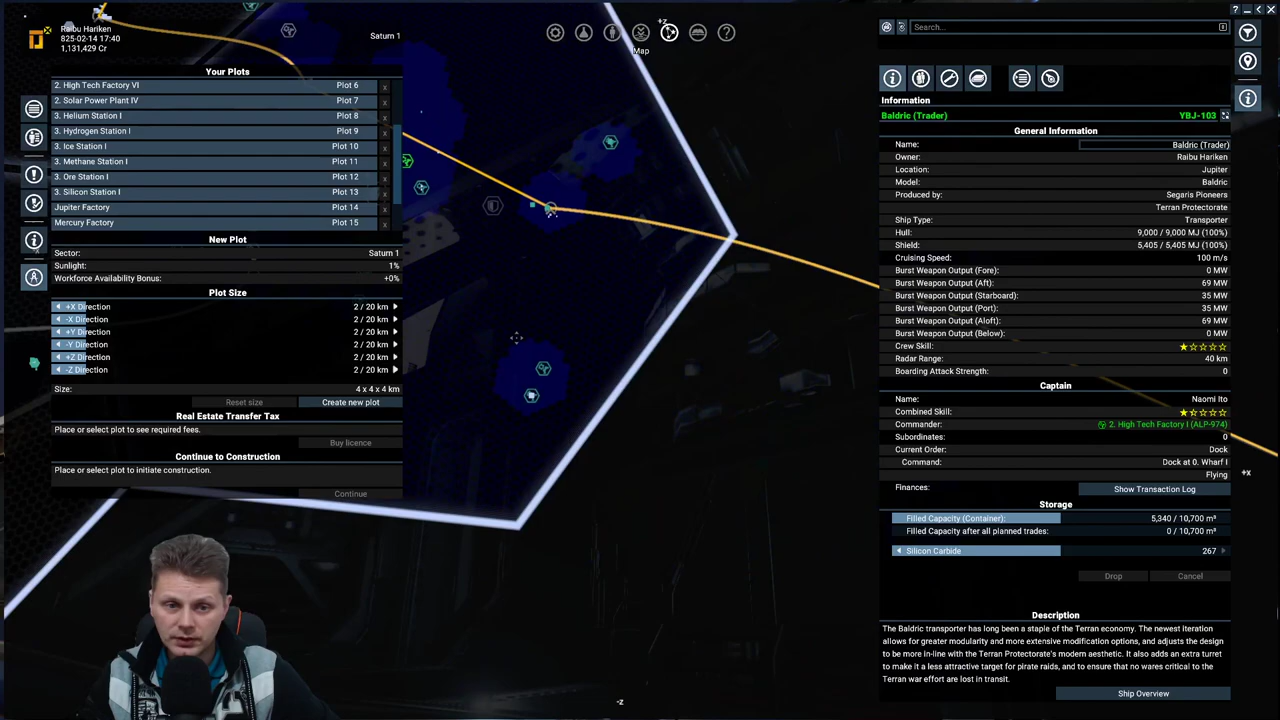 Raibu Hariken
825-02-14 17:40
1,131,429 Cr
Saturn 1
Your Plots
2. High Tech Factory VI Plot 6 x
2. Solar Power Plant IV Plot 7 x
3. Helium Station I Plot 8 x
3. Hydrogen Station I Plot 9 x
3. Ice Station I Plot 10 x
3. Methane Station I Plot 11 x
3. Ore Station I Plot 12 x
3. Silicon Station I Plot 13 x
Jupiter Factory Plot 14 x
Mercury Factory Plot 15 x
New Plot
Sector: Saturn 1
Sunlight: 1%
Workforce Availability Bonus: +0%
Plot Size
+X Direction 2 / 20 km
-X Direction 2 / 20 km
+Y Direction 2 / 20 km
-Y Direction 2 / 20 km
+Z Direction 2 / 20 km
-Z Direction 2 / 20 km
Size: 4 x 4 x 4 km
Reset size Create new plot
Real Estate Transfer Tax
Place or select plot to see required fees.
Buy licence
Continue to Construction
Place or select plot to initiate construction.
Continue
+z
?
Map
+x
-z
? x
Search...
Information
Baldric (Trader) YBJ-103
General Information
Name: Baldric (Trader)
Owner: Raibu Hariken
Location: Jupiter
Model: Baldric
Produced by: Segaris Pioneers
Terran Protectorate
Ship Type: Transporter
Hull: 9,000 / 9,000 MJ (100%)
Shield: 5,405 / 5,405 MJ (100%)
Cruising Speed: 100 m/s
Burst Weapon Output (Fore): 0 MW
Burst Weapon Output (Aft): 69 MW
Burst Weapon Output (Starboard): 35 MW
Burst Weapon Output (Port): 35 MW
Burst Weapon Output (Aloft): 69 MW
Burst Weapon Output (Below): 0 MW
Crew Skill: ★☆☆☆☆
Radar Range: 40 km
Boarding Attack Strength: 0
Captain
Name: Naomi Ito
Combined Skill: ★☆☆☆☆
Commander: 2. High Tech Factory I (ALP-974)
Subordinates: 0
Current Order: Dock
Command: Dock at 0. Wharf I
Flying
Finances: Show Transaction Log
Storage
Filled Capacity (Container): 5,340 / 10,700 m³
Filled Capacity after all planned trades: 0 / 10,700 m³
Silicon Carbide 267
Drop Cancel
Description
The Baldric transporter has long been a staple of the Terran economy. The newest iteration
allows for greater modularity and more extensive modification options, and adjusts the design
to be more in-line with the Terran Protectorate's modern aesthetic. It also adds an extra turret
to make it a less attractive target for pirate raids, and to ensure that no wares critical to the
Terran war effort are lost in transit.
Ship Overview